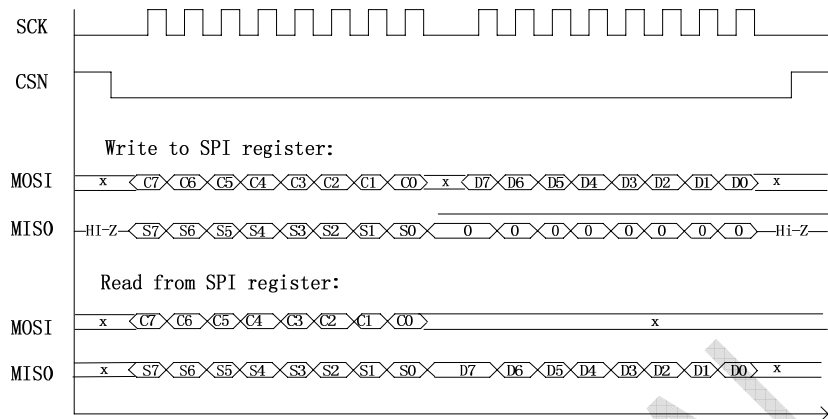 SCK
CSN
Write to SPI register:
MOSI x C7 C6 C5 C4 C3 C2 C1 C0 x D7 D6 D5 D4 D3 D2 D1 D0 x
MISO HI-Z S7 S6 S5 S4 S3 S2 S1 S0 0 0 0 0 0 0 0 0 Hi-Z
Read from SPI register:
MOSI x C7 C6 C5 C4 C3 C2 C1 C0 x
MISO x S7 S6 S5 S4 S3 S2 S1 S0 D7 D6 D5 D4 D3 D2 D1 D0 x